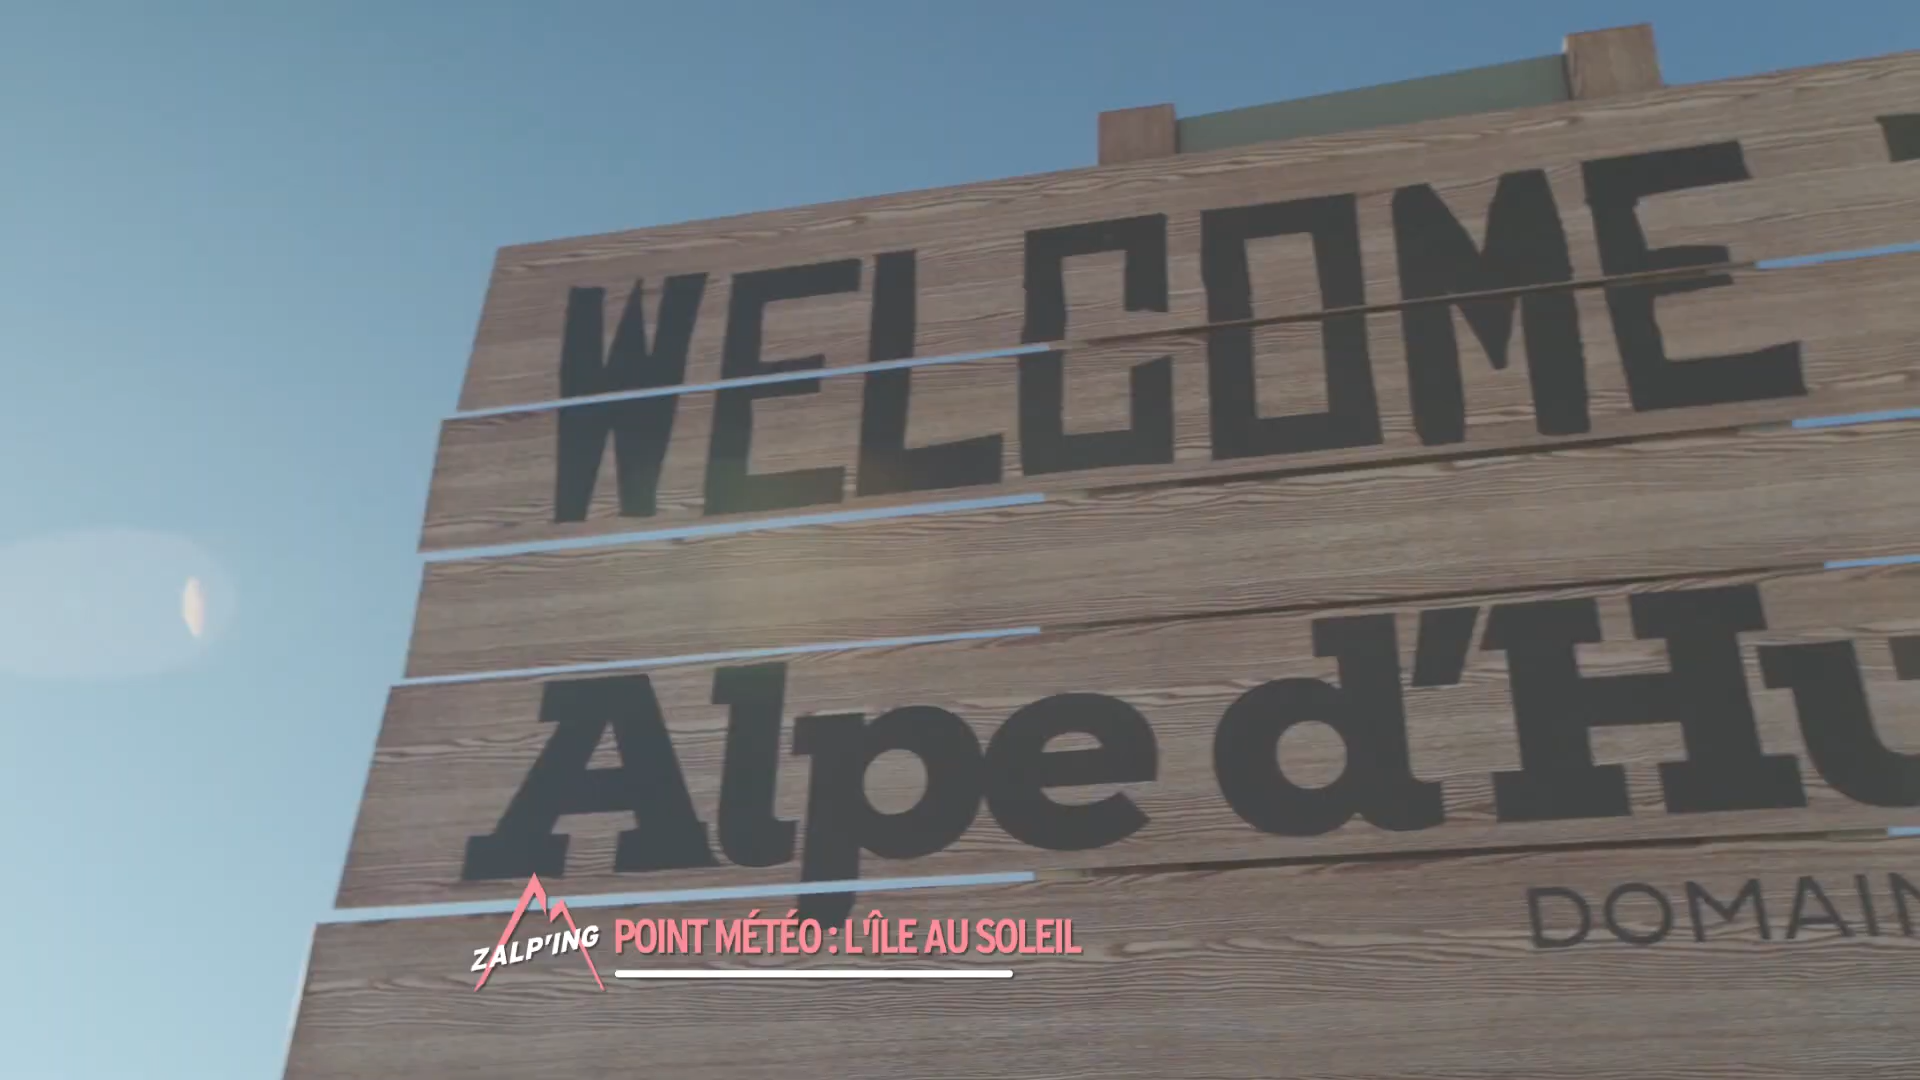 WELCOME
Alpe d'Hu
DOMAIN
ZALP'ING
POINT MÉTÉO : L'ÎLE AU SOLEIL